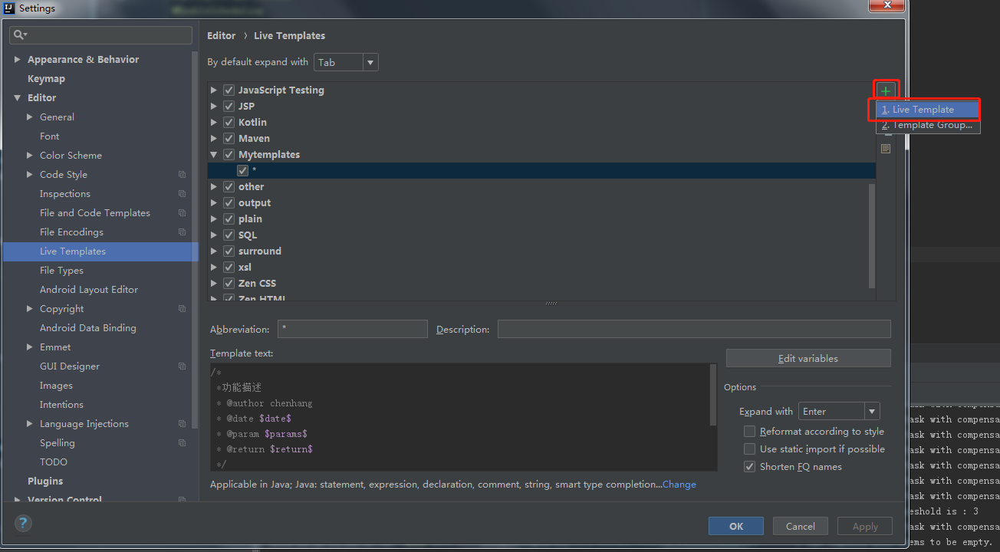 Settings
Appearance & Behavior
Keymap
Editor
General
Font
Color Scheme
Code Style
Inspections
File and Code Templates
File Encodings
Live Templates
File Types
Android Layout Editor
Copyright
Android Data Binding
Emmet
GUI Designer
Images
Intentions
Language Injections
Spelling
TODO
Plugins
Version Control
?
Editor › Live Templates
By default expand with Tab
JavaScript Testing
JSP
Kotlin
Maven
Mytemplates
*
other
output
plain
SQL
surround
xsl
Zen CSS
Zen HTML
1. Live Template
2. Template Group...
Abbreviation: * Description:
Template text:
/*
*功能描述
* @author chenhang
* @date $date$
* @param $params$
* @return $return$
*/
Edit variables
Options
Expand with Enter
Reformat according to style
Use static import if possible
Shorten FQ names
Applicable in Java; Java: statement, expression, declaration, comment, string, smart type completion...Change
OK Cancel Apply
ask with compensa
ask with compensa
ask with compensa
ask with compensa
ask with compensa
ask with compensa
eshold is : 3
ask with compensa
ems to be empty.